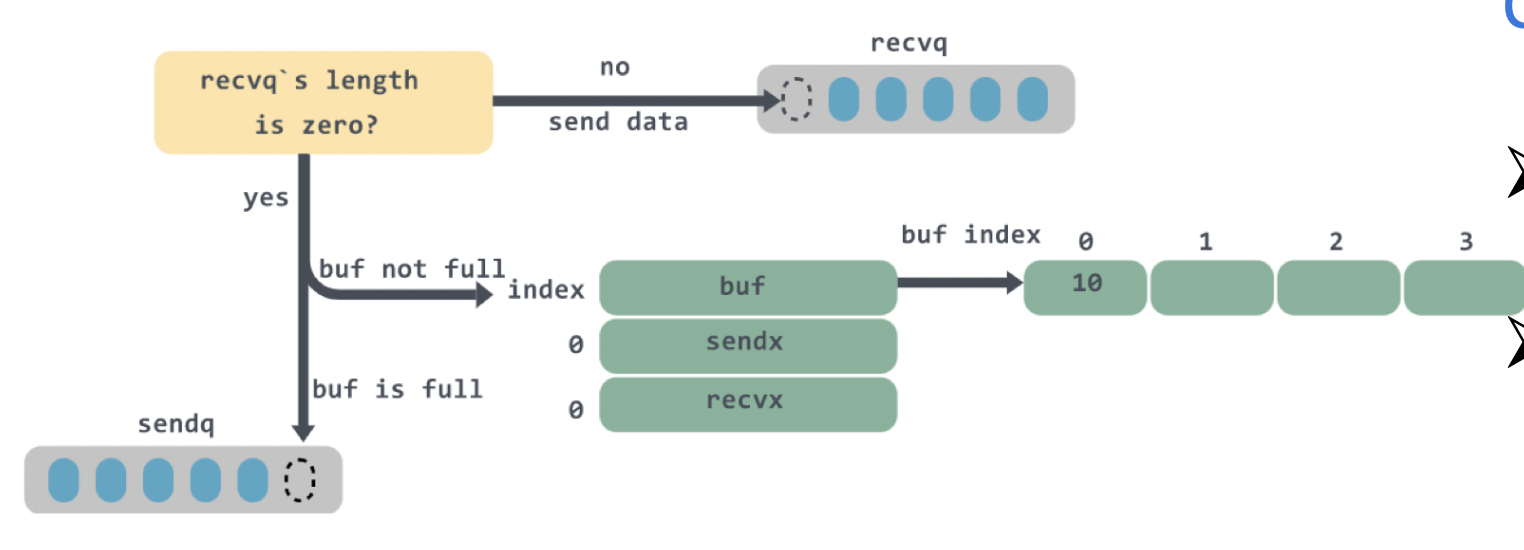 recvq
recvq`s length
is zero?
no
send data
yes
buf index
0
1
2
3
buf not full
index
buf
10
0
sendx
0
recvx
buf is full
sendq